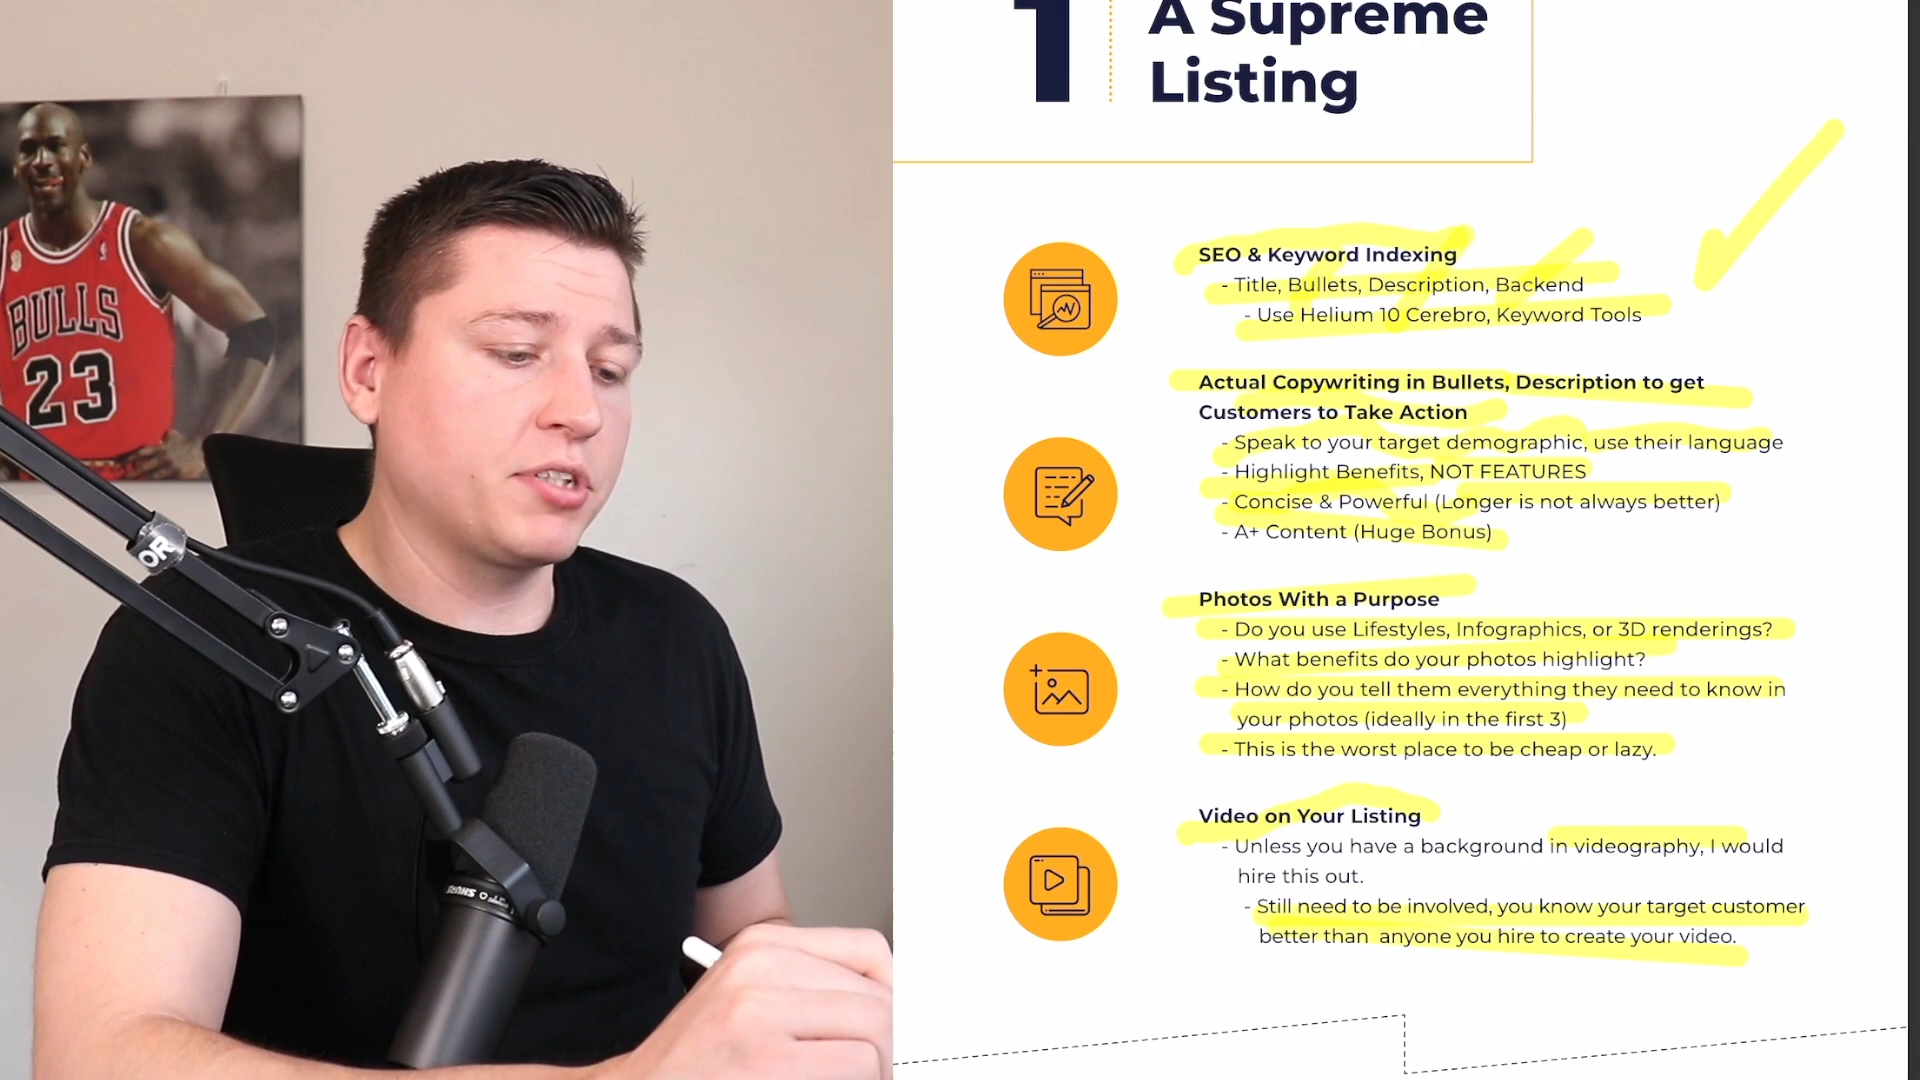 BULLS
23
OR
SHURE
1
A Supreme
Listing
SEO & Keyword Indexing
- Title, Bullets, Description, Backend
- Use Helium 10 Cerebro, Keyword Tools
Actual Copywriting in Bullets, Description to get
Customers to Take Action
- Speak to your target demographic, use their language
- Highlight Benefits, NOT FEATURES
- Concise & Powerful (Longer is not always better)
- A+ Content (Huge Bonus)
Photos With a Purpose
- Do you use Lifestyles, Infographics, or 3D renderings?
- What benefits do your photos highlight?
- How do you tell them everything they need to know in
your photos (ideally in the first 3)
- This is the worst place to be cheap or lazy.
Video on Your Listing
- Unless you have a background in videography, I would
hire this out.
- Still need to be involved, you know your target customer
better than anyone you hire to create your video.